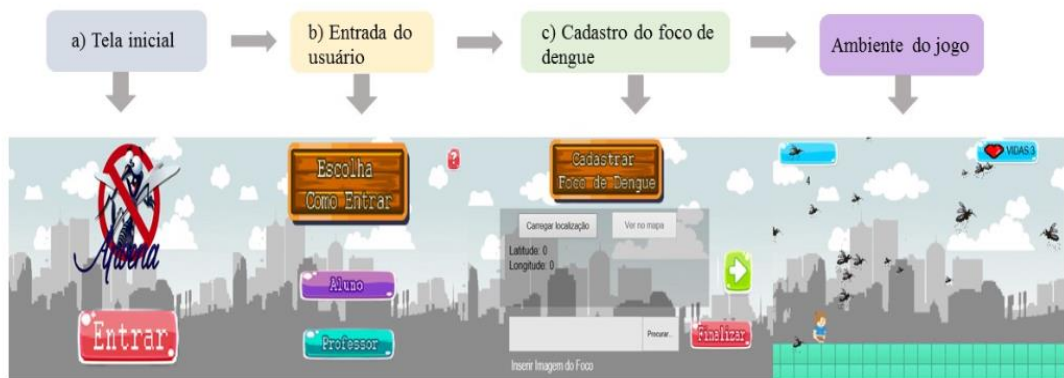 a) Tela inicial
b) Entrada do
usuário
c) Cadastro do foco de
dengue
Ambiente do jogo
Entrar
Escolha
Como Entrar
?
Aluno
Professor
Cadastrar
Foco de Dengue
Carregar localização
Ver no mapa
Latitude: 0
Longitude: 0
Procurar...
Finalizar
Inserir Imagem do Foco
4
VIDAS 3